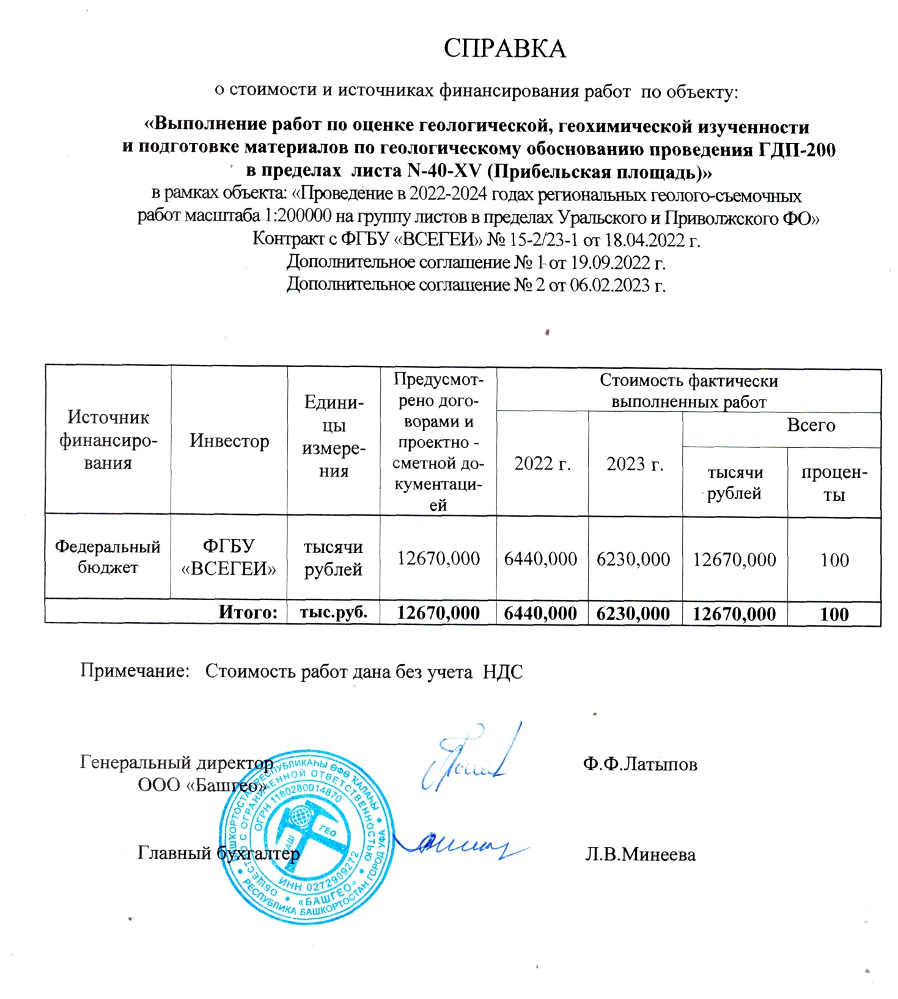 СПРАВКА
о стоимости и источниках финансирования работ по объекту:
«Выполнение работ по оценке геологической, геохимической изученности
и подготовке материалов по геологическому обоснованию проведения ГДП-200
в пределах листа N-40-XV (Прибельская площадь)»
в рамках объекта: «Проведение в 2022-2024 годах региональных геолого-съемочных
работ масштаба 1:200000 на группу листов в пределах Уральского и Приволжского ФО»
Контракт с ФГБУ «ВСЕГЕИ» № 15-2/23-1 от 18.04.2022 г.
Дополнительное соглашение № 1 от 19.09.2022 г.
Дополнительное соглашение № 2 от 06.02.2023 г.
Источник
финансиро-
вания
Инвестор
Едини-
цы
измере-
ния
Предусмот-
рено дого-
ворами и
проектно -
сметной до-
кументаци-
ей
Стоимость фактически
выполненных работ
2022 г.
2023 г.
Всего
тысячи
рублей
процен-
ты
Федеральный
бюджет
ФГБУ
«ВСЕГЕИ»
тысячи
рублей
12670,000
6440,000
6230,000
12670,000
100
Итого: тыс.руб. 12670,000 6440,000 6230,000 12670,000 100
Примечание: Стоимость работ дана без учета НДС
Генеральный директор
ООО «Башгео»
Ф.Ф.Латыпов
Главный бухгалтер
Л.В.Минеева
БАШҠОРТОСТАН РЕСПУБЛИКАҺЫ ӨФӨ ҠАЛАҺЫ
РЕСПУБЛИКА БАШКОРТОСТАН ГОРОД УФА
ОБЩЕСТВО С ОГРАНИЧЕННОЙ ОТВЕТСТВЕННОСТЬЮ
«БАШГЕО»
ОГРН 1180280014870
ИНН 0272909272
БАШ
ГЕО